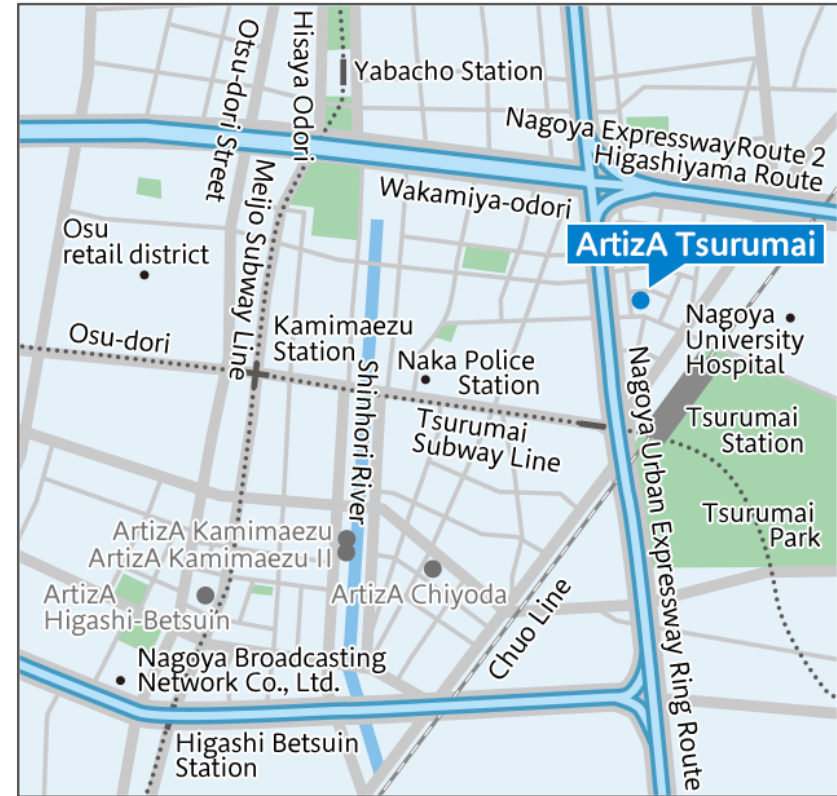 Otsu-dori Street
Hisaya Odori
Yabacho Station
Nagoya ExpresswayRoute 2
Higashiyama Route
Wakamiya-odori
Meijo Subway Line
Osu
retail district
ArtizA Tsurumai
Osu-dori
Kamimaezu
Station
Nagoya
University
Hospital
Naka Police
Station
Shinhori River
Tsurumai
Subway Line
Nagoya Urban Expressway Ring Route
Tsurumai
Station
Tsurumai
Park
ArtizA Kamimaezu
ArtizA Kamimaezu II
ArtizA
Higashi-Betsuin
ArtizA Chiyoda
Chuo Line
Nagoya Broadcasting
Network Co., Ltd.
Higashi Betsuin
Station